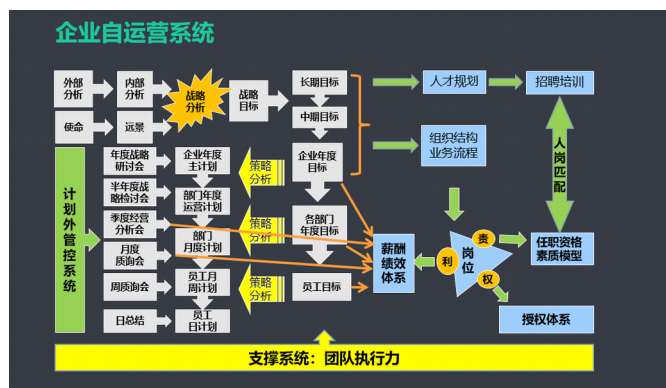 企业自运营系统
外部
分析
内部
分析
战略
分析
战略
目标
长期目标
人才规划
招聘培训
使命
远景
中期目标
组织结构
业务流程
人岗匹配
年度战略
研讨会
企业年度
主计划
策略
分析
企业年度
目标
计划外管控系统
半年度战
略检讨会
部门年度
运营计划
季度经营
分析会
策略
分析
各部门
年度目标
部门
月度计划
月度
质询会
薪酬
绩效
体系
利
岗位
责
权
任职资格
素质模型
周质询会
员工月
周计划
策略
分析
员工目标
授权体系
日总结
员工
日计划
支撑系统：团队执行力